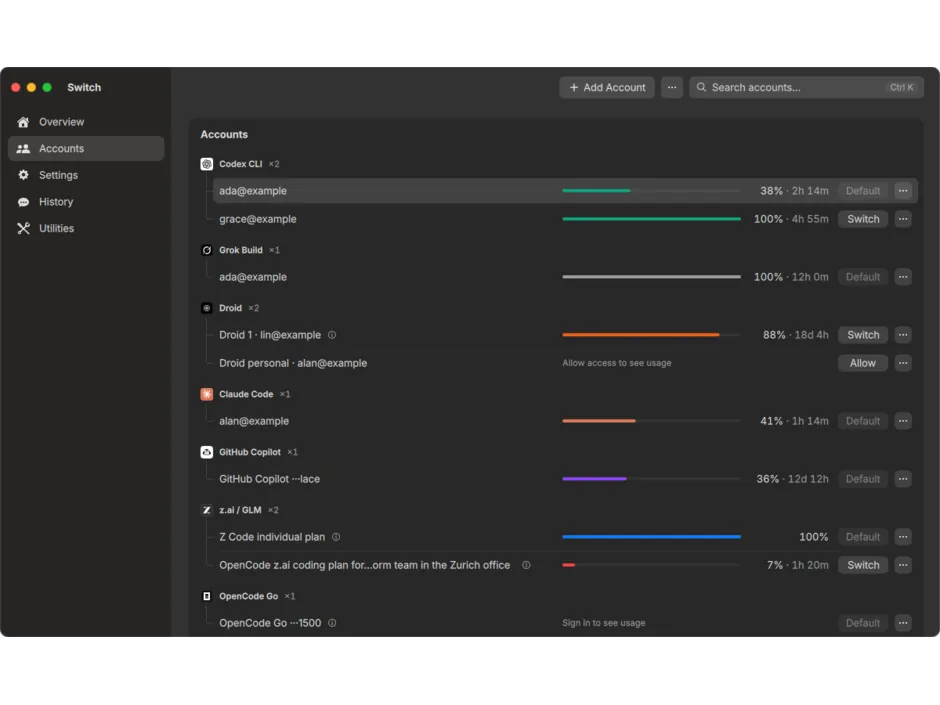 Switch
+ Add Account
Search accounts...
Ctrl K
Overview
Accounts
Settings
History
Utilities
Accounts
Codex CLI ×2
ada@example 38% · 2h 14m Default
grace@example 100% · 4h 55m Switch
Grok Build ×1
ada@example 100% · 12h 0m Default
Droid ×2
Droid 1 · lin@example 88% · 18d 4h Switch
Droid personal · alan@example Allow access to see usage Allow
Claude Code ×1
alan@example 41% · 1h 14m Default
GitHub Copilot ×1
GitHub Copilot ···lace 36% · 12d 12h Default
z.ai / GLM ×2
Z Code individual plan 100% Default
OpenCode z.ai coding plan for...orm team in the Zurich office 7% · 1h 20m Switch
OpenCode Go ×1
OpenCode Go ···1500 Sign in to see usage Default